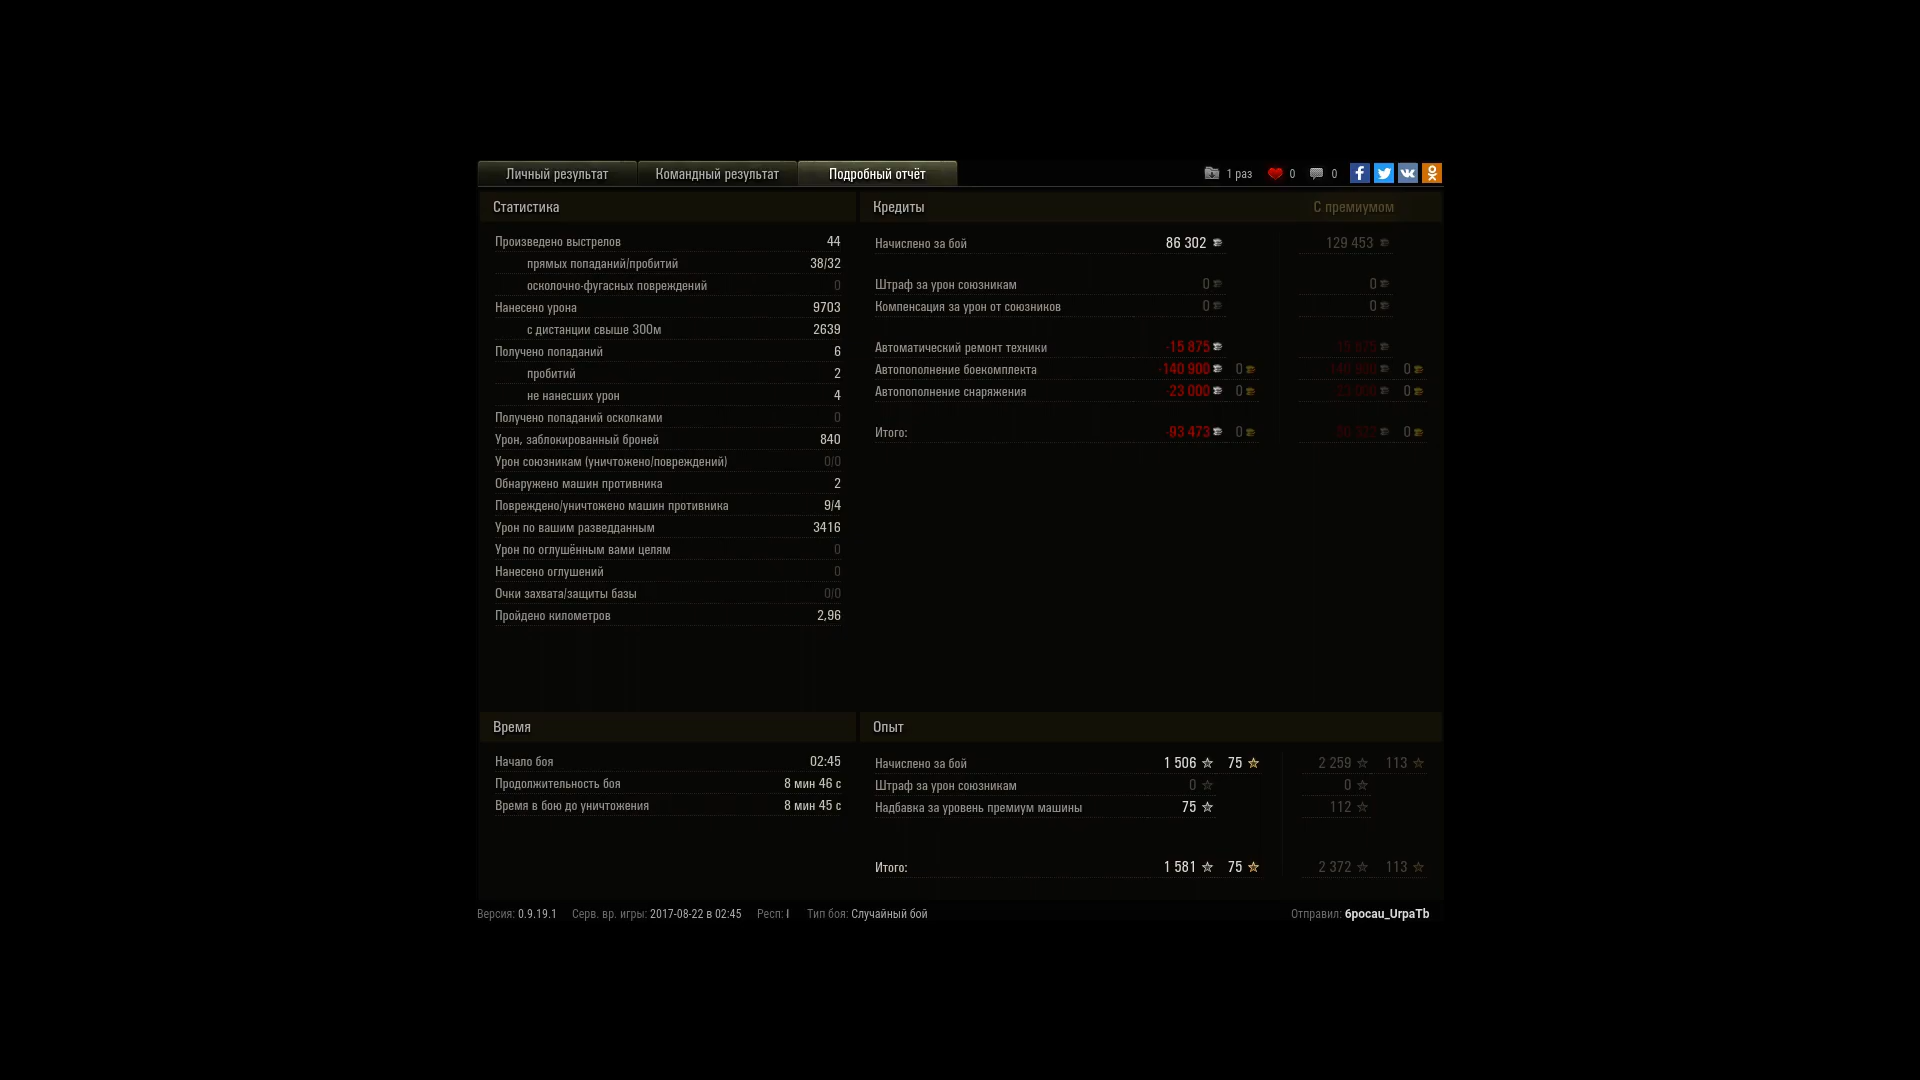 Личный результат Командный результат Подробный отчёт 1 раз 0 0
Статистика
Произведено выстрелов 44
прямых попаданий/пробитий 38/32
осколочно-фугасных повреждений 0
Нанесено урона 9703
с дистанции свыше 300м 2639
Получено попаданий 6
пробитий 2
не нанесших урон 4
Получено попаданий осколками 0
Урон, заблокированный броней 840
Урон союзникам (уничтожено/повреждений) 0/0
Обнаружено машин противника 2
Повреждено/уничтожено машин противника 9/4
Урон по вашим разведданным 3416
Урон по оглушённым вами целям 0
Нанесено оглушений 0
Очки захвата/защиты базы 0/0
Пройдено километров 2,96
Кредиты С премиумом
Начислено за бой 86 302 129 453
Штраф за урон союзникам 0 0
Компенсация за урон от союзников 0 0
Автоматический ремонт техники -15 875
Автопополнение боекомплекта -140 900 0 0
Автопополнение снаряжения -23 000 0 0
Итого: -93 473 0 0
Время
Начало боя 02:45
Продолжительность боя 8 мин 46 с
Время в бою до уничтожения 8 мин 45 с
Опыт
Начислено за бой 1 506 75 2 259 113
Штраф за урон союзникам 0 0
Надбавка за уровень премиум машины 75 112
Итого: 1 581 75 2 372 113
Версия: 0.9.19.1 Серв. вр. игры: 2017-08-22 в 02:45 Респ: I Тип боя: Случайный бой Отправил: 6pocau_UrpaTb